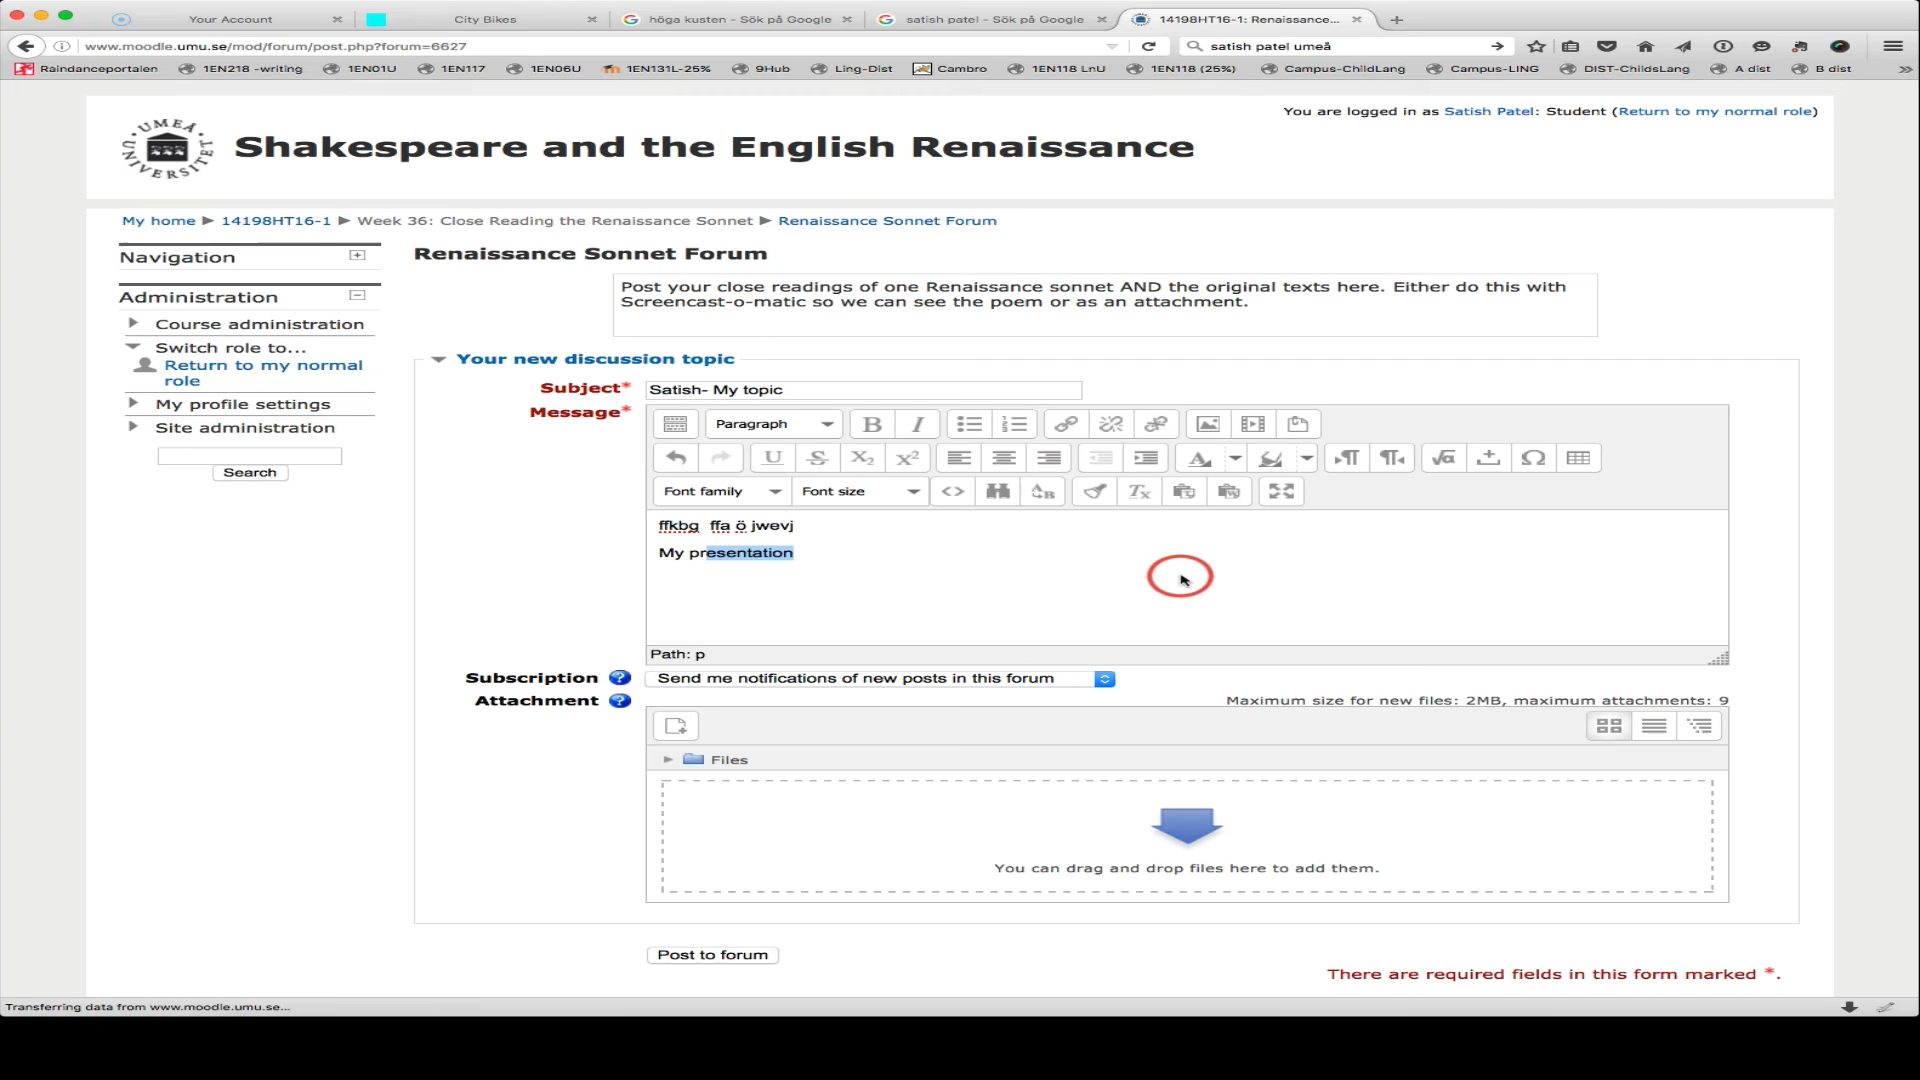 Your Account
City Bikes
höga kusten - Sök på Google
satish patel - Sök på Google
14198HT16-1: Renaissance...
www.moodle.umu.se/mod/forum/post.php?forum=6627
satish patel umeå
Raindanceportalen
1EN218 -writing
1EN01U
1EN117
1EN06U
1EN131L-25%
9Hub
Ling-Dist
Cambro
1EN118 LnU
1EN118 (25%)
Campus-ChildLang
Campus-LING
DIST-ChildsLang
A dist
B dist
You are logged in as Satish Patel: Student (Return to my normal role)
UMEÅ UNIVERSITET
Shakespeare and the English Renaissance
My home ▶ 14198HT16-1 ▶ Week 36: Close Reading the Renaissance Sonnet ▶ Renaissance Sonnet Forum
Navigation
Administration
Course administration
Switch role to...
Return to my normal
role
My profile settings
Site administration
Search
Renaissance Sonnet Forum
Post your close readings of one Renaissance sonnet AND the original texts here. Either do this with
Screencast-o-matic so we can see the poem or as an attachment.
Your new discussion topic
Subject*
Satish- My topic
Message*
Paragraph
Font family
Font size
ffkbg ffa ö jwevj
My presentation
Path: p
Subscription
Send me notifications of new posts in this forum
Attachment
Maximum size for new files: 2MB, maximum attachments: 9
Files
You can drag and drop files here to add them.
Post to forum
There are required fields in this form marked *.
Transferring data from www.moodle.umu.se...